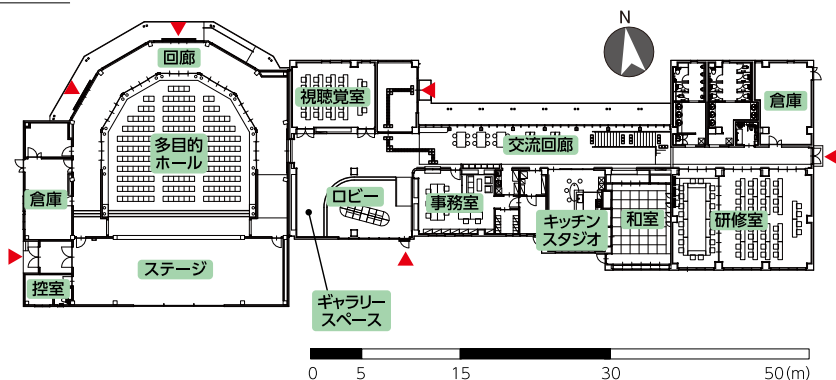 N
回廊
視聴覚室
倉庫
多目的
ホール
交流回廊
倉庫
ロビー
事務室
キッチン
スタジオ
和室
研修室
ステージ
控室
ギャラリー
スペース
0 5 15 30 50(m)